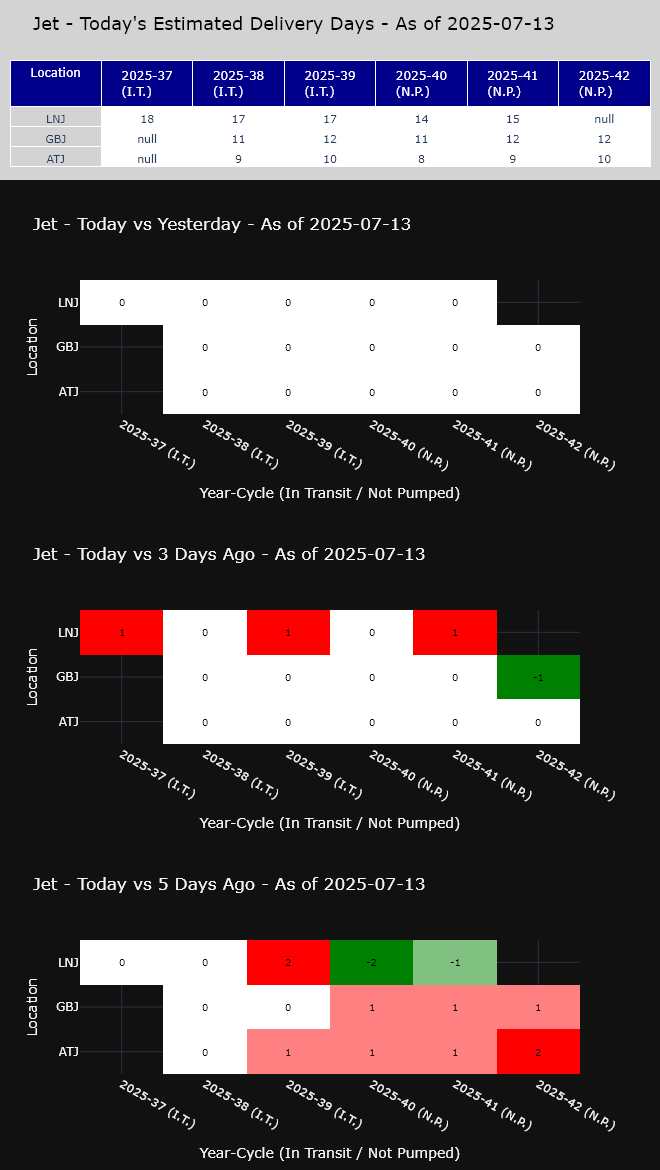 Jet - Today's Estimated Delivery Days - As of 2025-07-13
Location 2025-37 (I.T.) 2025-38 (I.T.) 2025-39 (I.T.) 2025-40 (N.P.) 2025-41 (N.P.) 2025-42 (N.P.)
LNJ 18 17 17 14 15 null
GBJ null 11 12 11 12 12
ATJ null 9 10 8 9 10
Jet - Today vs Yesterday - As of 2025-07-13
Location
LNJ 0 0 0 0 0
GBJ 0 0 0 0 0
ATJ 0 0 0 0 0
2025-37 (I.T.) 2025-38 (I.T.) 2025-39 (I.T.) 2025-40 (N.P.) 2025-41 (N.P.) 2025-42 (N.P.)
Year-Cycle (In Transit / Not Pumped)
Jet - Today vs 3 Days Ago - As of 2025-07-13
Location
LNJ 1 0 1 0 1
GBJ 0 0 0 0 -1
ATJ 0 0 0 0 0
2025-37 (I.T.) 2025-38 (I.T.) 2025-39 (I.T.) 2025-40 (N.P.) 2025-41 (N.P.) 2025-42 (N.P.)
Year-Cycle (In Transit / Not Pumped)
Jet - Today vs 5 Days Ago - As of 2025-07-13
Location
LNJ 0 0 2 -2 -1
GBJ 0 0 1 1 1
ATJ 0 1 1 1 2
2025-37 (I.T.) 2025-38 (I.T.) 2025-39 (I.T.) 2025-40 (N.P.) 2025-41 (N.P.) 2025-42 (N.P.)
Year-Cycle (In Transit / Not Pumped)